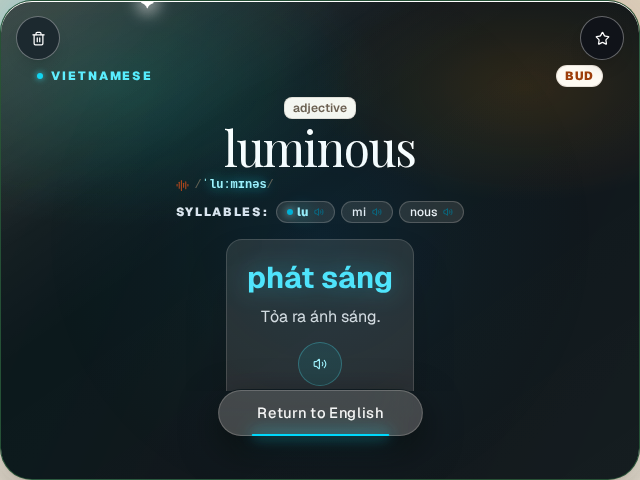 VIETNAMESE
BUD
adjective
luminous
/ˈluːmɪnəs/
SYLLABLES: lu mi nous
phát sáng
Tỏa ra ánh sáng.
Return to English